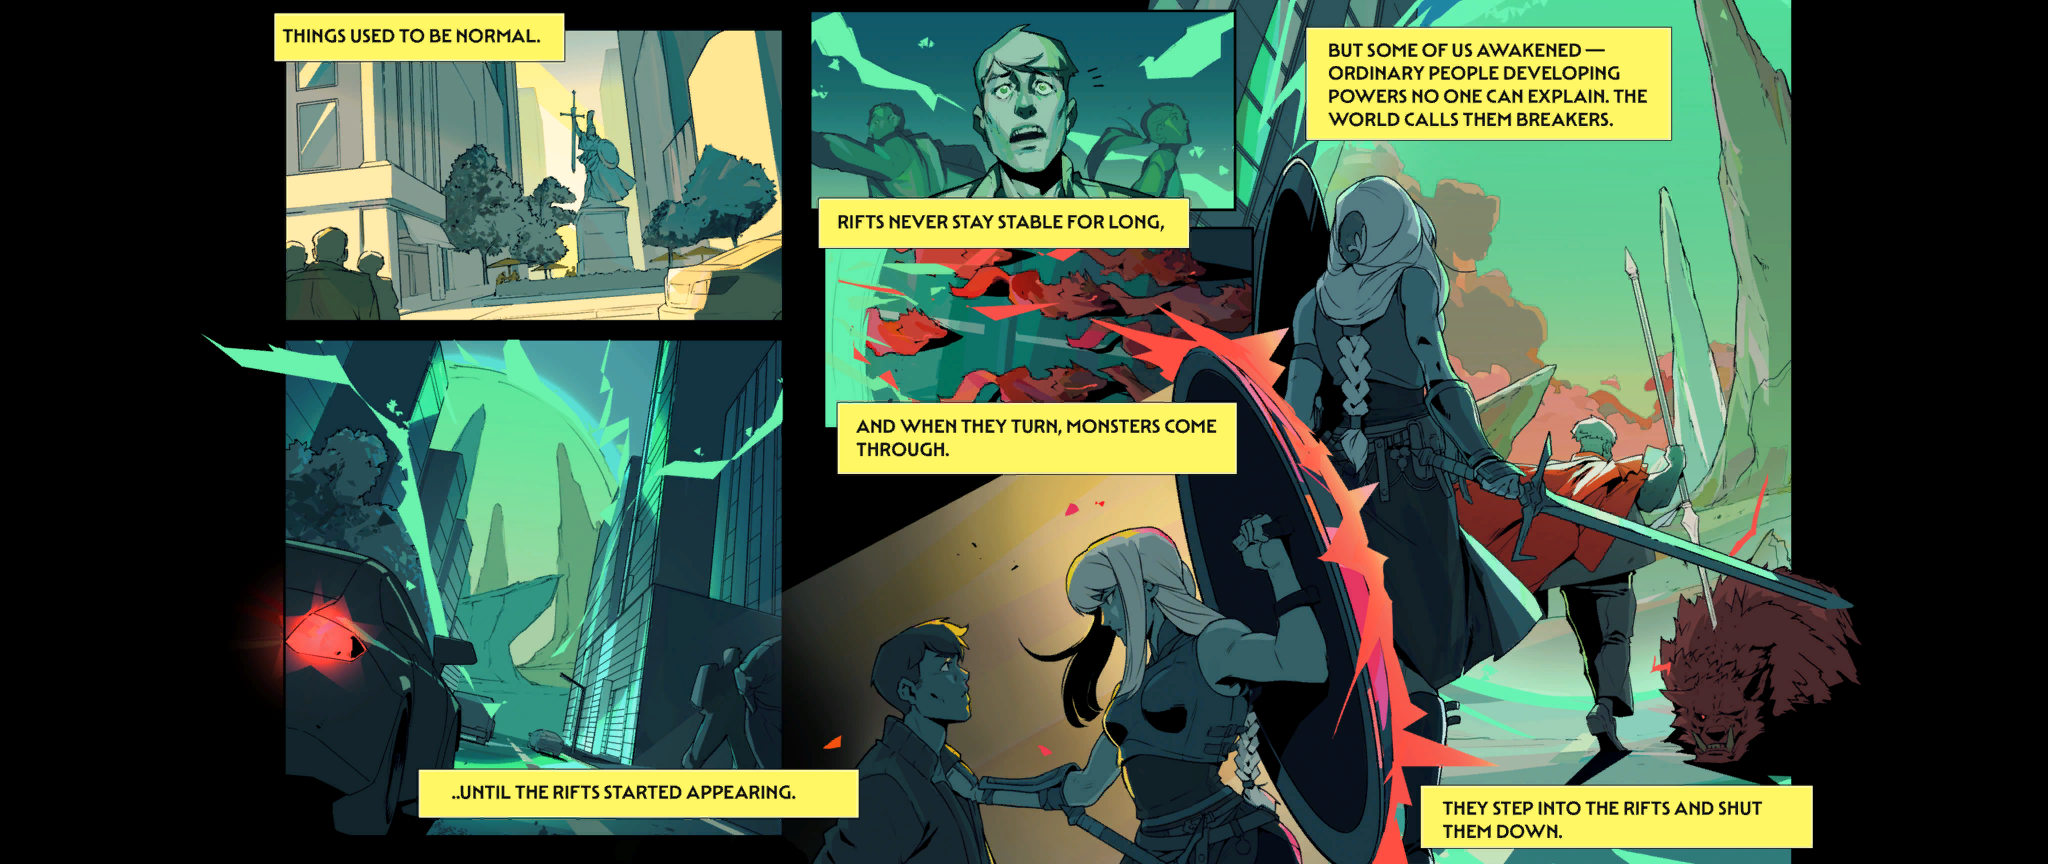 THINGS USED TO BE NORMAL.
..UNTIL THE RIFTS STARTED APPEARING.
RIFTS NEVER STAY STABLE FOR LONG,
AND WHEN THEY TURN, MONSTERS COME
THROUGH.
BUT SOME OF US AWAKENED —
ORDINARY PEOPLE DEVELOPING
POWERS NO ONE CAN EXPLAIN. THE
WORLD CALLS THEM BREAKERS.
THEY STEP INTO THE RIFTS AND SHUT
THEM DOWN.